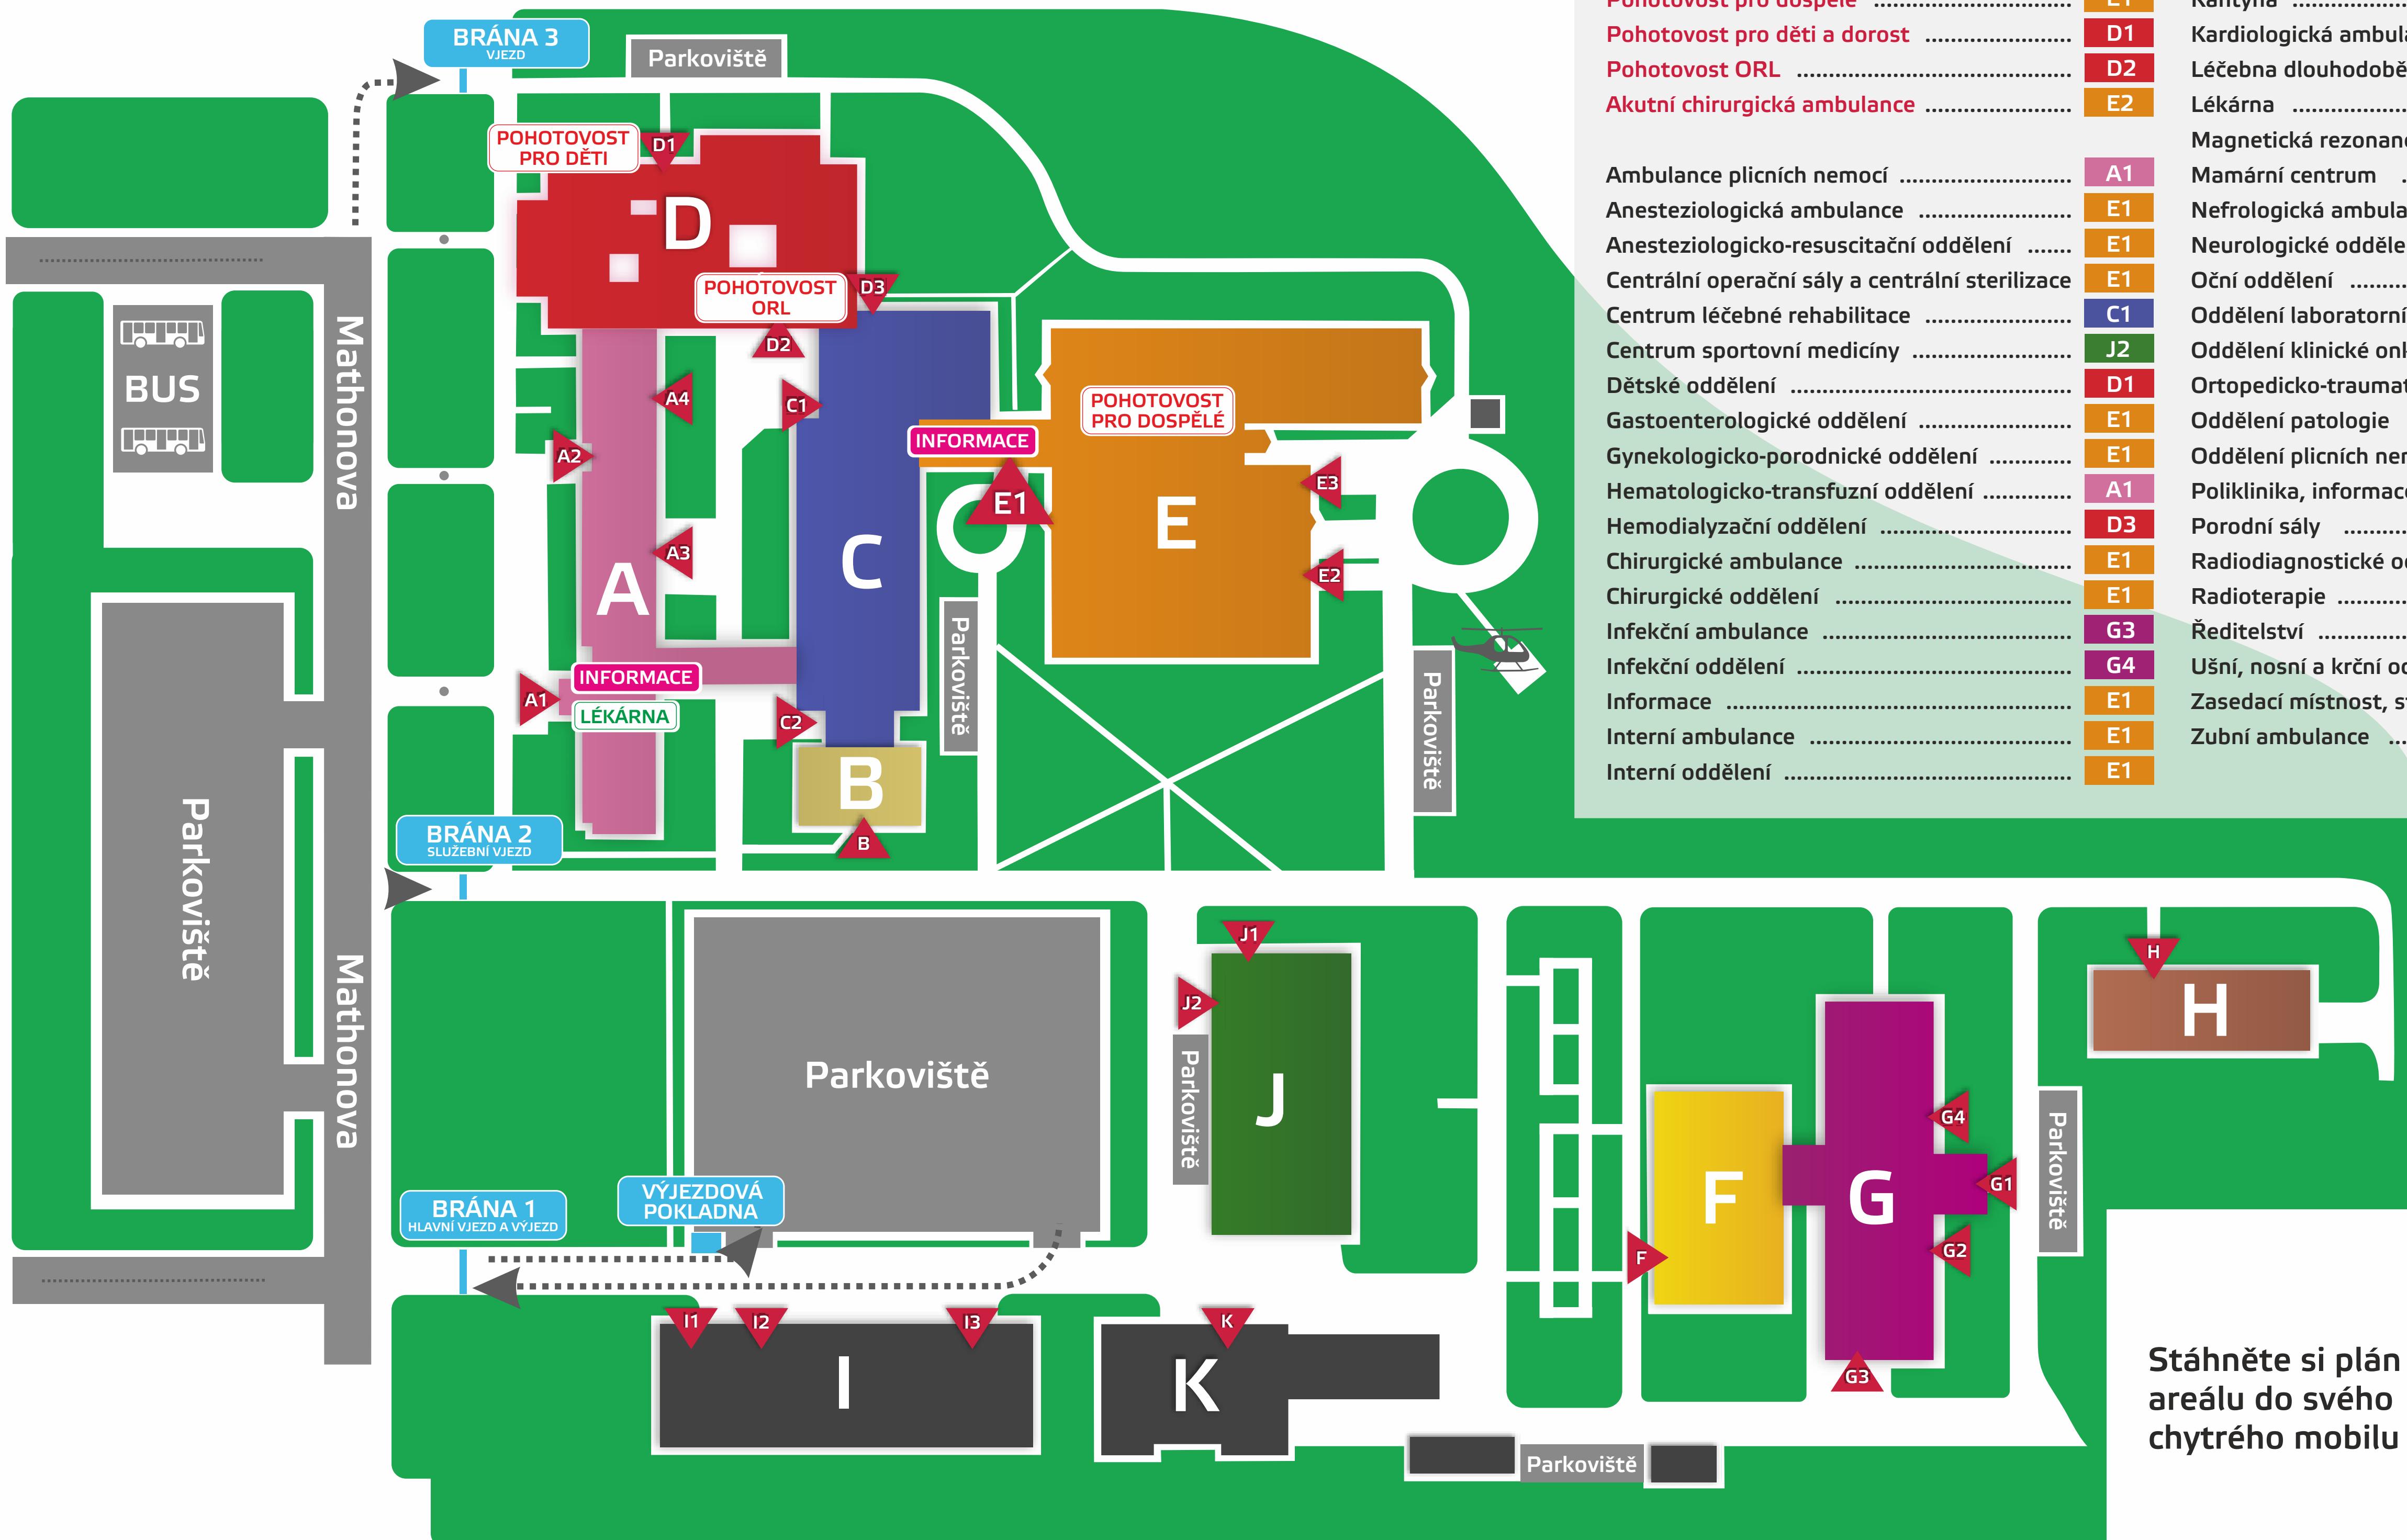 BRÁNA 3
VJEZD
Parkoviště
POHOTOVOST
PRO DĚTI
D1
D
POHOTOVOST
ORL
D3
D2
BUS
Mathonova
A4
C1
A2
INFORMACE
POHOTOVOST
PRO DOSPĚLÉ
E1
E3
E
E2
A3
A
C
Parkoviště
Parkoviště
INFORMACE
A1
LÉKÁRNA
C2
B
B
BRÁNA 2
SLUŽEBNÍ VJEZD
Parkoviště
Mathonova
Parkoviště
J1
J2
J
Parkoviště
H
H
F
F
G
G4
G1
G2
G3
Parkoviště
BRÁNA 1
HLAVNÍ VJEZD A VÝJEZD
VÝJEZDOVÁ
POKLADNA
I1
I2
I3
I
K
K
Parkoviště
Pohotovost pro dospělé E1
Pohotovost pro děti a dorost D1
Pohotovost ORL D2
Akutní chirurgická ambulance E2
Ambulance plicních nemocí A1
Anesteziologická ambulance E1
Anesteziologicko-resuscitační oddělení E1
Centrální operační sály a centrální sterilizace E1
Centrum léčebné rehabilitace C1
Centrum sportovní medicíny J2
Dětské oddělení D1
Gastoenterologické oddělení E1
Gynekologicko-porodnické oddělení E1
Hematologicko-transfuzní oddělení A1
Hemodialyzační oddělení D3
Chirurgické ambulance E1
Chirurgické oddělení E1
Infekční ambulance G3
Infekční oddělení G4
Informace E1
Interní ambulance E1
Interní oddělení E1
Kantýna
Kardiologická ambul
Léčebna dlouhodobě
Lékárna
Magnetická rezonanc
Mamární centrum
Nefrologická ambula
Neurologické odděle
Oční oddělení
Oddělení laboratorní
Oddělení klinické onk
Ortopedicko-traumat
Oddělení patologie
Oddělení plicních nem
Poliklinika, informace
Porodní sály
Radiodiagnostické od
Radioterapie
Ředitelství
Ušní, nosní a krční od
Zasedací místnost, s
Zubní ambulance
Stáhněte si plán
areálu do svého
chytrého mobilu